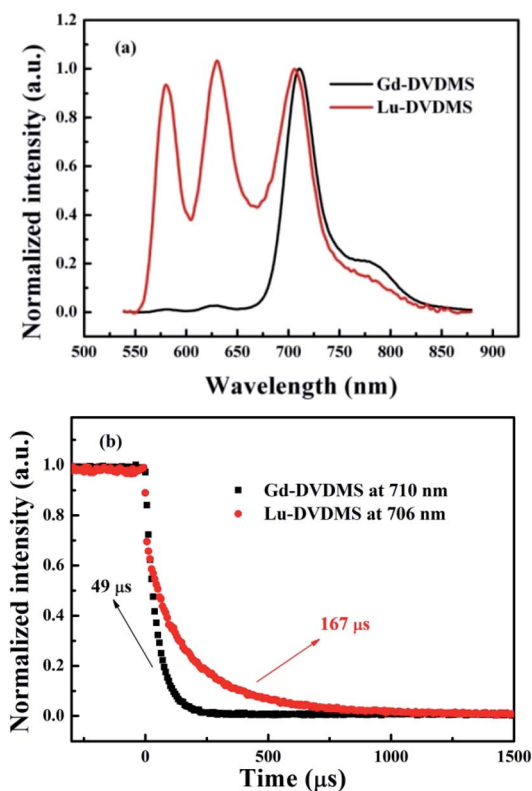 (a)
Gd-DVDMS
Lu-DVDMS
Normalized intensity (a.u.)
1.0
0.8
0.6
0.4
0.2
0.0
500 550 600 650 700 750 800 850 900
Wavelength (nm)
(b)
Gd-DVDMS at 710 nm
Lu-DVDMS at 706 nm
49 μs
167 μs
Normalized intensity (a.u.)
1.0
0.8
0.6
0.4
0.2
0.0
0 500 1000 1500
Time (μs)